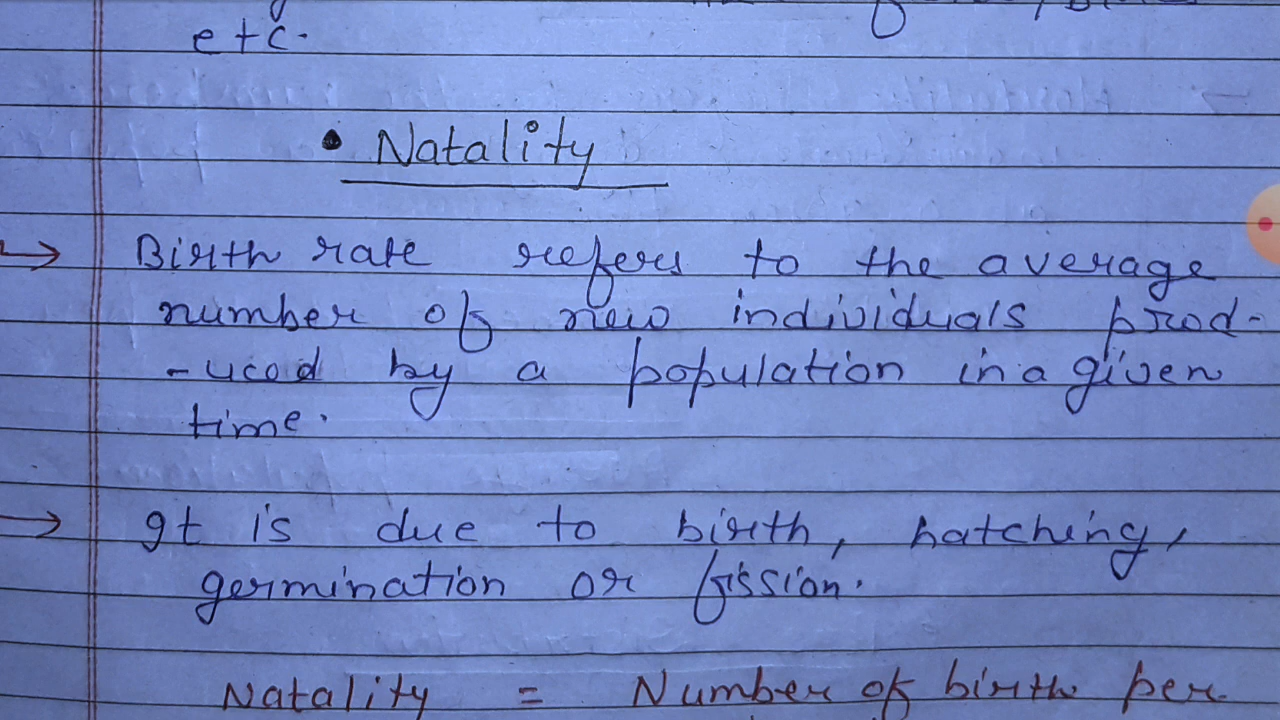 etc.
• Natality
→ Birth rate refers to the average
number of new individuals prod-
-uced by a population in a given
time.
→ It is due to birth, hatching,
germination or fission.
Natality = Number of birth per